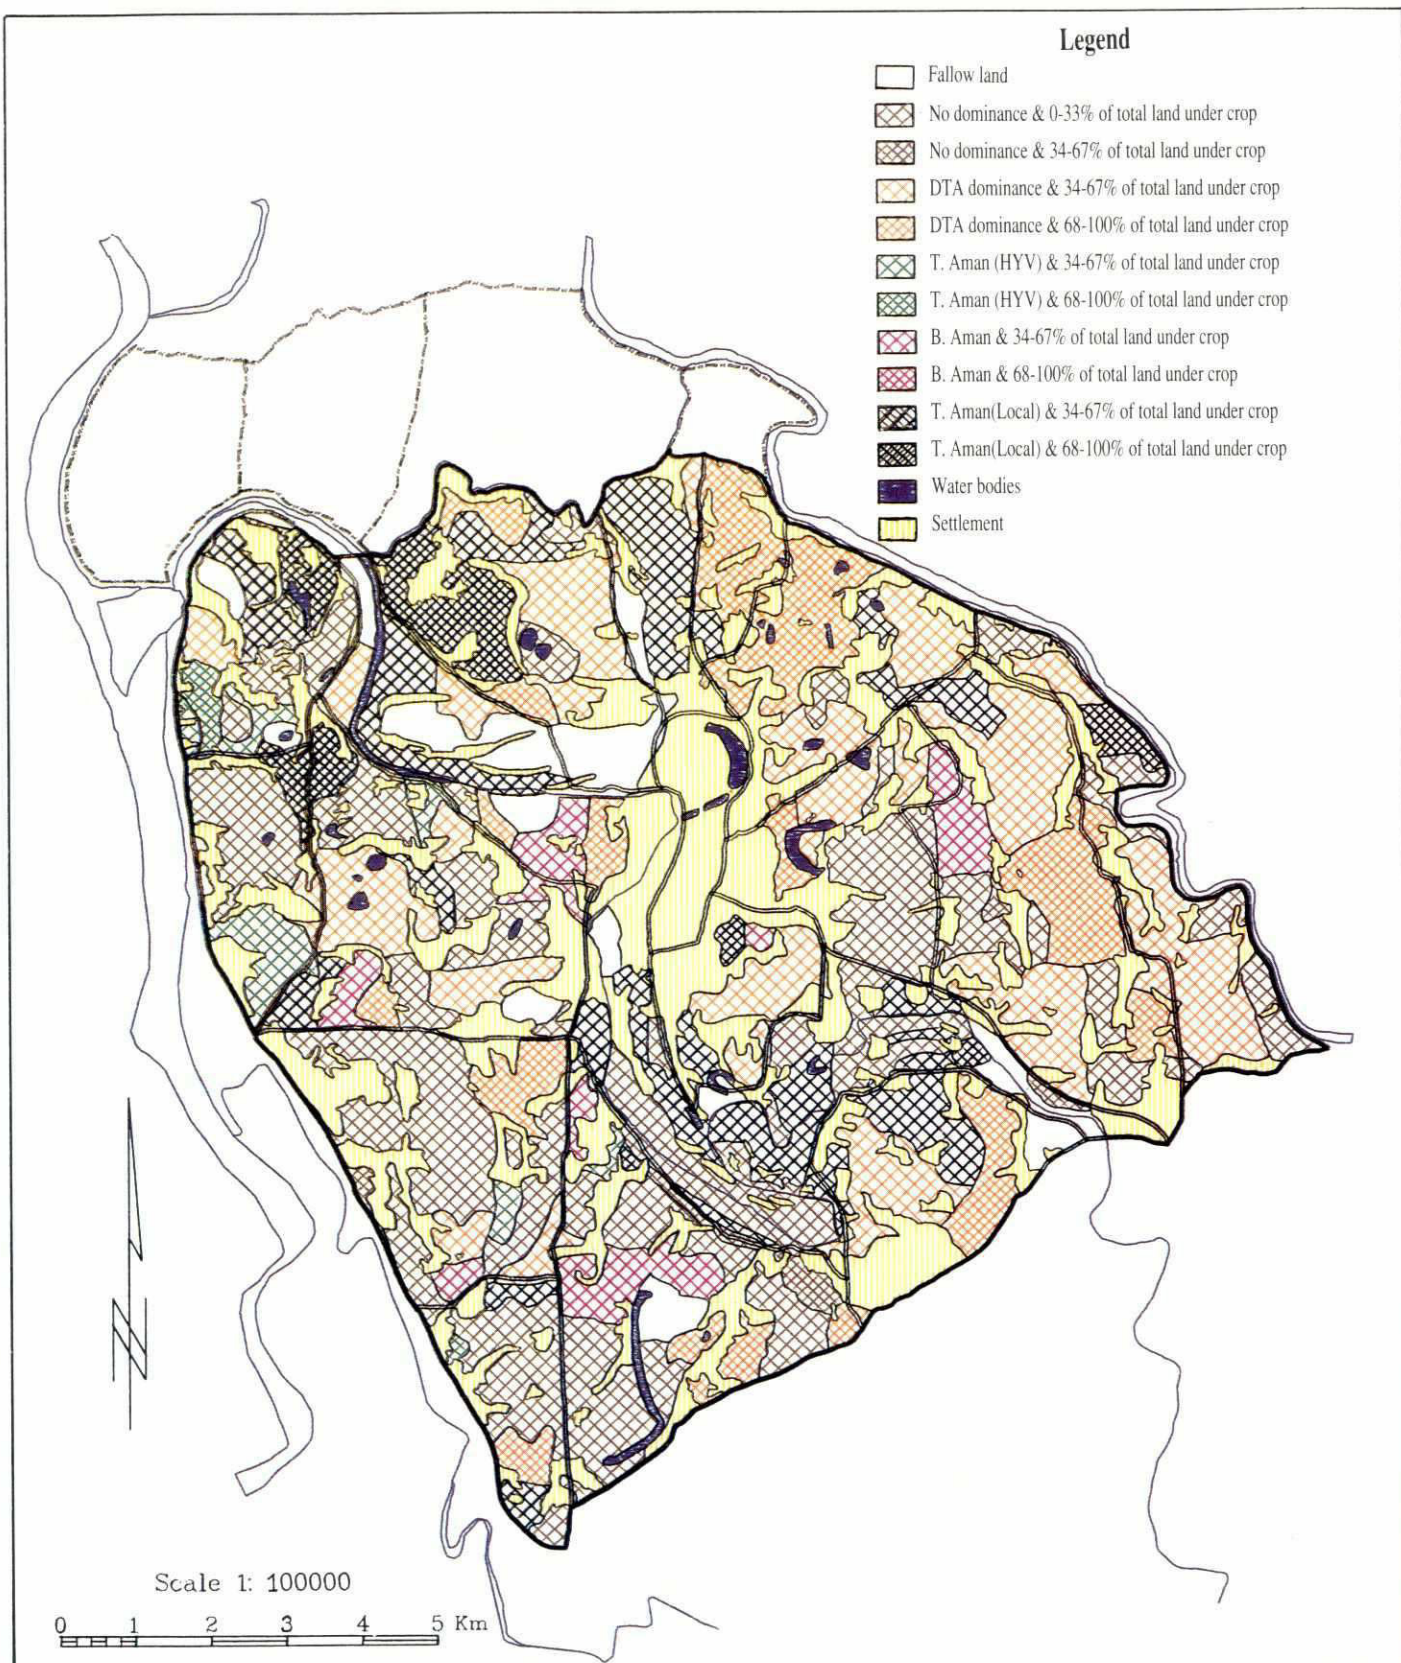 Legend
Fallow land
No dominance & 0-33% of total land under crop
No dominance & 34-67% of total land under crop
DTA dominance & 34-67% of total land under crop
DTA dominance & 68-100% of total land under crop
T. Aman (HYV) & 34-67% of total land under crop
T. Aman (HYV) & 68-100% of total land under crop
B. Aman & 34-67% of total land under crop
B. Aman & 68-100% of total land under crop
T. Aman(Local) & 34-67% of total land under crop
T. Aman(Local) & 68-100% of total land under crop
Water bodies
Settlement
Scale 1: 100000
0 1 2 3 4 5 Km